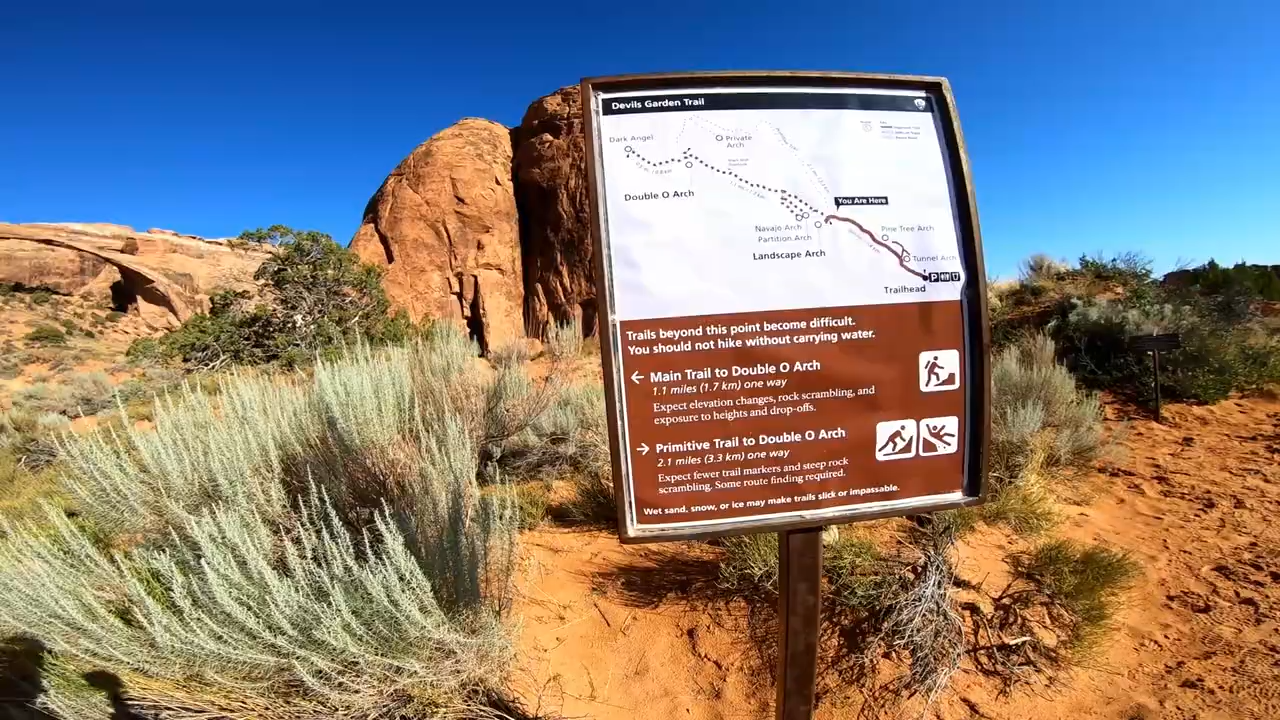 Devils Garden Trail
Dark Angel
Private
Arch
Double O Arch
You Are Here
Navajo Arch
Partition Arch
Pine Tree Arch
Landscape Arch
Tunnel Arch
Trailhead
Trails beyond this point become difficult.
You should not hike without carrying water.
← Main Trail to Double O Arch
1.1 miles (1.7 km) one way
Expect elevation changes, rock scrambling, and
exposure to heights and drop-offs.
→ Primitive Trail to Double O Arch
2.1 miles (3.3 km) one way
Expect fewer trail markers and steep rock
scrambling. Some route finding required.
Wet sand, snow, or ice may make trails slick or impassable.